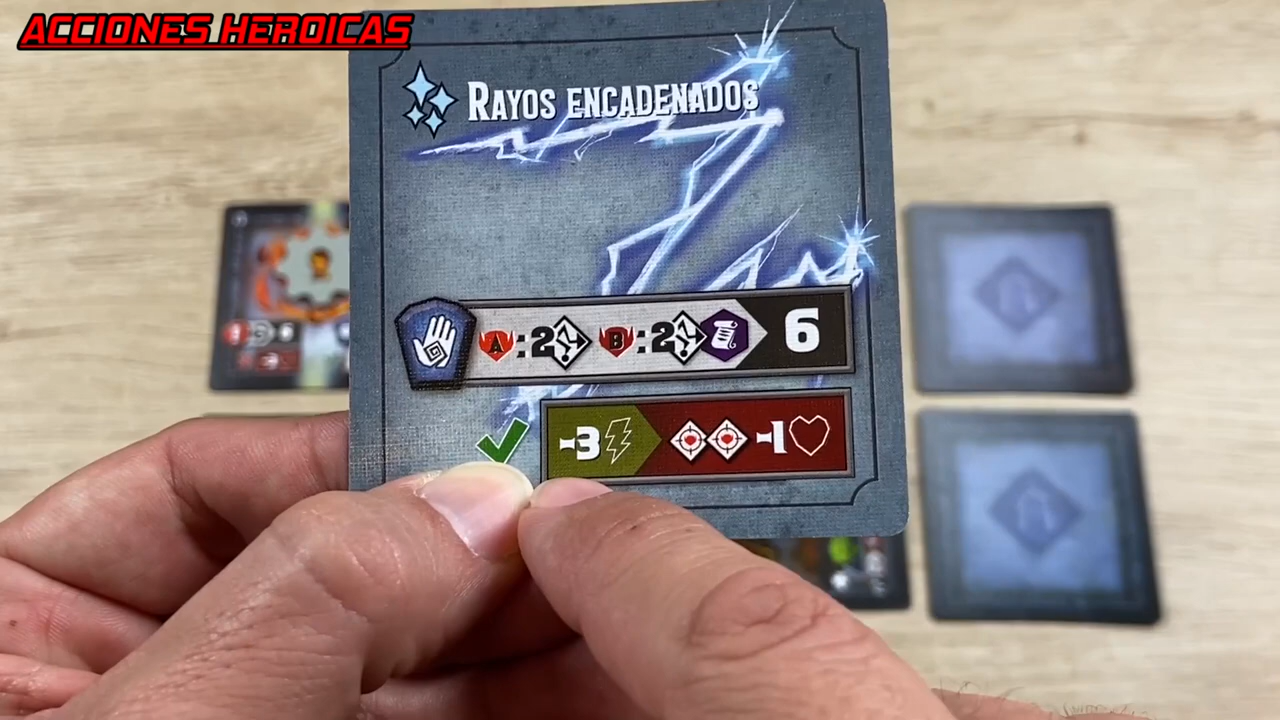 ACCIONES HEROICAS
RAYOS ENCADENADOS
A:2 B:2 6
-3 -1